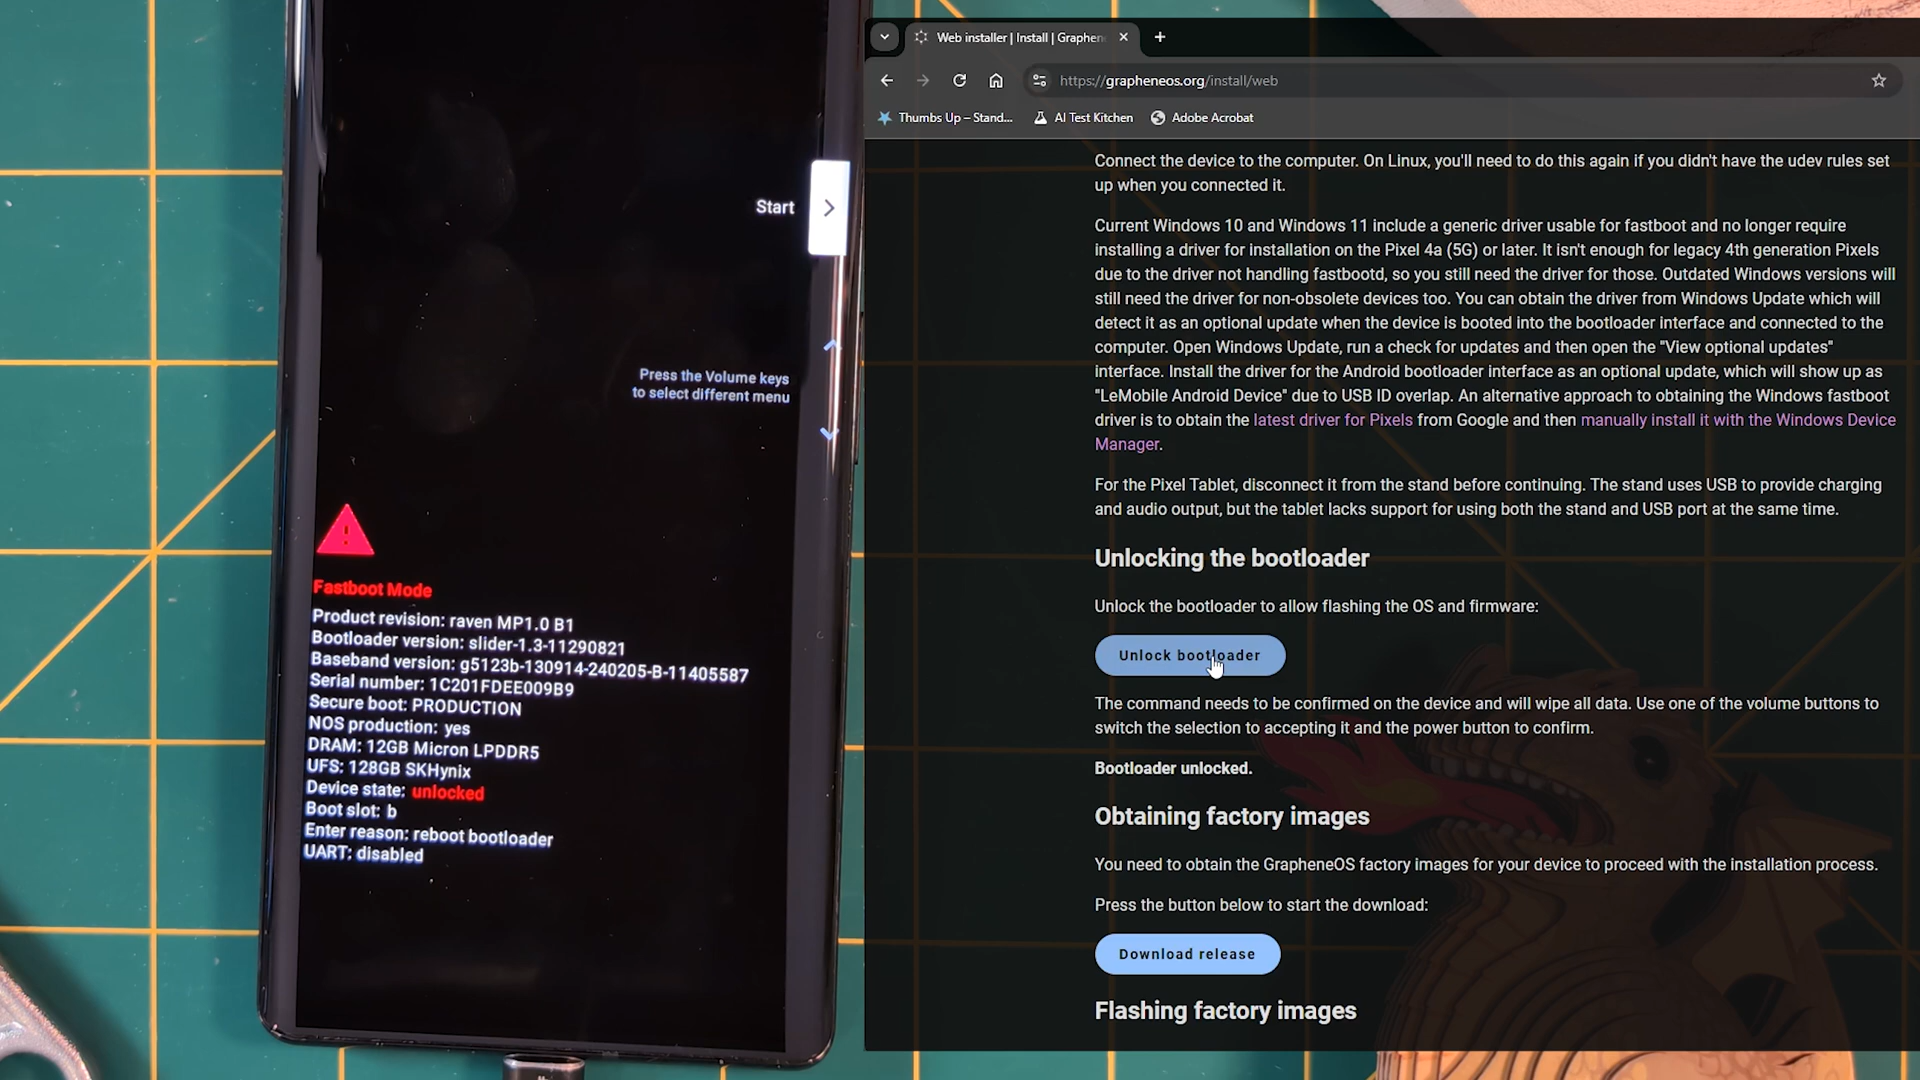 Start
Press the Volume keys
to select different menu
Fastboot Mode
Product revision: raven MP1.0 B1
Bootloader version: slider-1.3-11290821
Baseband version: g5123b-130914-240205-B-11405587
Serial number: 1C201FDEE009B9
Secure boot: PRODUCTION
NOS production: yes
DRAM: 12GB Micron LPDDR5
UFS: 128GB SKHynix
Device state: unlocked
Boot slot: b
Enter reason: reboot bootloader
UART: disabled
Web installer | Install | Graphen
https://grapheneos.org/install/web
Thumbs Up – Stand... AI Test Kitchen Adobe Acrobat
Connect the device to the computer. On Linux, you'll need to do this again if you didn't have the udev rules set
up when you connected it.
Current Windows 10 and Windows 11 include a generic driver usable for fastboot and no longer require
installing a driver for installation on the Pixel 4a (5G) or later. It isn't enough for legacy 4th generation Pixels
due to the driver not handling fastbootd, so you still need the driver for those. Outdated Windows versions will
still need the driver for non-obsolete devices too. You can obtain the driver from Windows Update which will
detect it as an optional update when the device is booted into the bootloader interface and connected to the
computer. Open Windows Update, run a check for updates and then open the "View optional updates"
interface. Install the driver for the Android bootloader interface as an optional update, which will show up as
"LeMobile Android Device" due to USB ID overlap. An alternative approach to obtaining the Windows fastboot
driver is to obtain the latest driver for Pixels from Google and then manually install it with the Windows Device
Manager.
For the Pixel Tablet, disconnect it from the stand before continuing. The stand uses USB to provide charging
and audio output, but the tablet lacks support for using both the stand and USB port at the same time.
Unlocking the bootloader
Unlock the bootloader to allow flashing the OS and firmware:
Unlock bootloader
The command needs to be confirmed on the device and will wipe all data. Use one of the volume buttons to
switch the selection to accepting it and the power button to confirm.
Bootloader unlocked.
Obtaining factory images
You need to obtain the GrapheneOS factory images for your device to proceed with the installation process.
Press the button below to start the download:
Download release
Flashing factory images